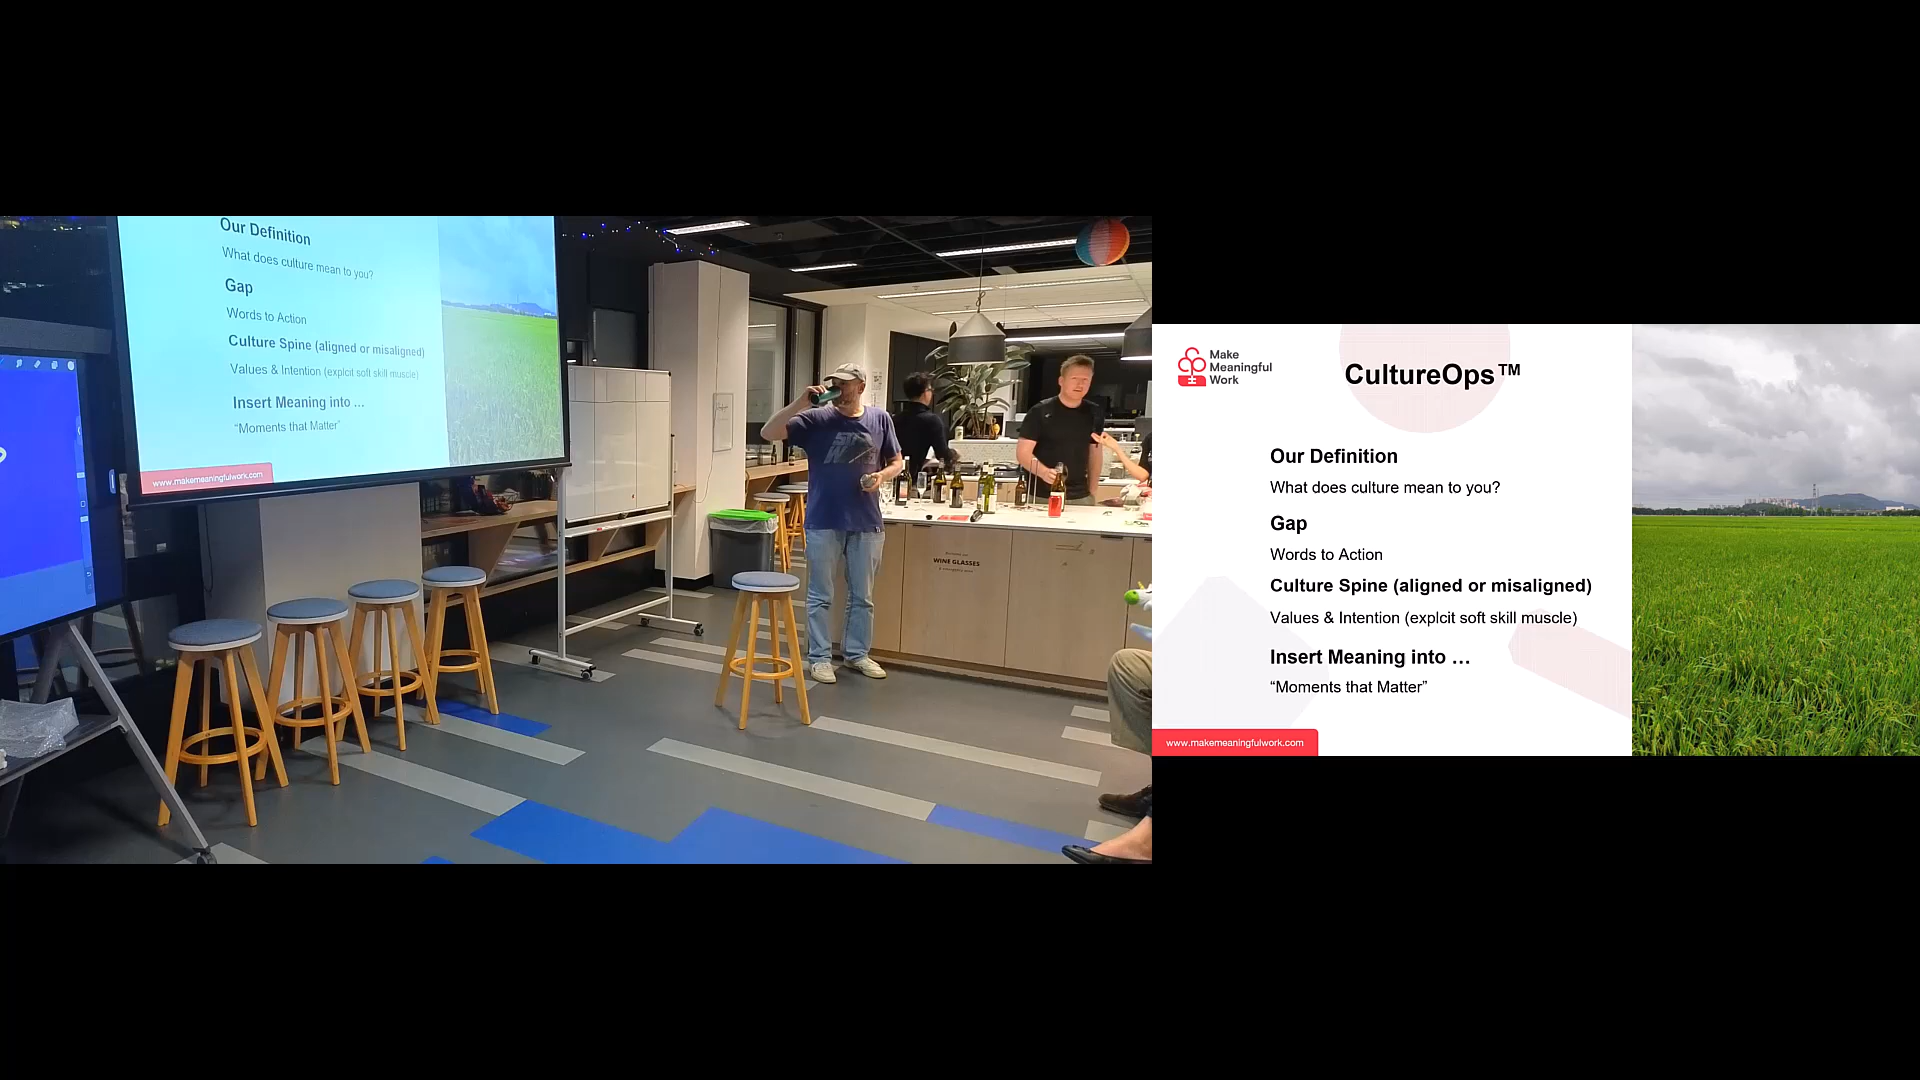 Our Definition
What does culture mean to you?
Gap
Words to Action
Culture Spine (aligned or misaligned)
Values & Intention (explcit soft skill muscle)
Insert Meaning into ...
“Moments that Matter”
www.makemeaningfulwork.com
WINE GLASSES
Make
Meaningful
Work
CultureOps™
Our Definition
What does culture mean to you?
Gap
Words to Action
Culture Spine (aligned or misaligned)
Values & Intention (explcit soft skill muscle)
Insert Meaning into ...
“Moments that Matter”
www.makemeaningfulwork.com